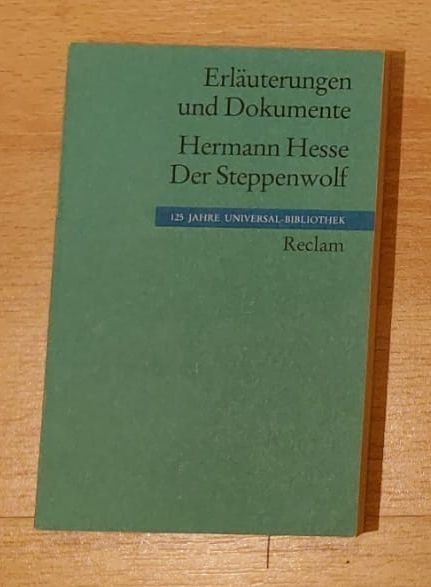 Erläuterungen
und Dokumente
Hermann Hesse
Der Steppenwolf
125 JAHRE UNIVERSAL-BIBLIOTHEK
Reclam